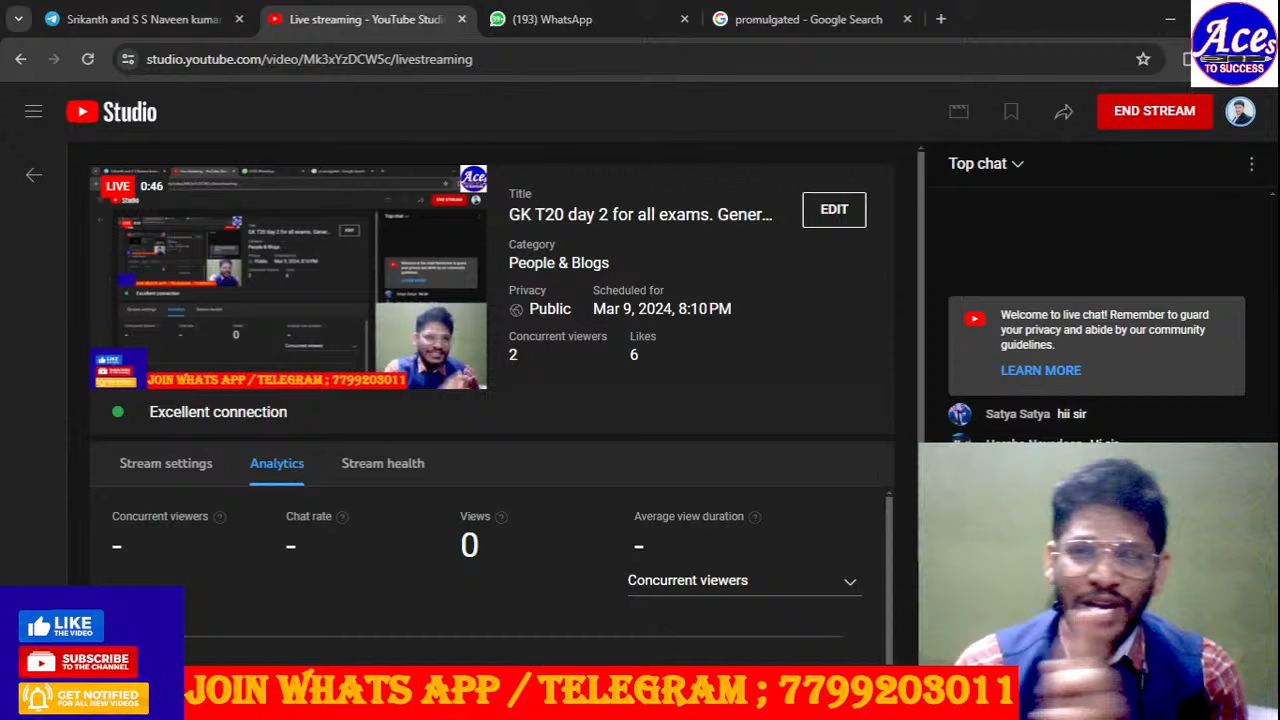 Srikanth and S S Naveen kumar
Live streaming - YouTube Studi
(193) WhatsApp
promulgated - Google Search
studio.youtube.com/video/Mk3xYzDCW5c/livestreaming
Aces
TO SUCCESS
Studio
END STREAM
LIVE 0:46
Title
GK T20 day 2 for all exams. Gener...
EDIT
Category
People & Blogs
Privacy
Public
Scheduled for
Mar 9, 2024, 8:10 PM
Concurrent viewers
2
Likes
6
JOIN WHATS APP / TELEGRAM ; 7799203011
Excellent connection
Stream settings
Analytics
Stream health
Concurrent viewers
-
Chat rate
-
Views
0
Average view duration
-
Concurrent viewers
Top chat
Welcome to live chat! Remember to guard
your privacy and abide by our community
guidelines.
LEARN MORE
Satya Satya hii sir
LIKE
THE VIDEO
SUBSCRIBE
TO THE CHANNEL
GET NOTIFIED
FOR ALL NEW VIDEOS
JOIN WHATS APP / TELEGRAM ; 7799203011